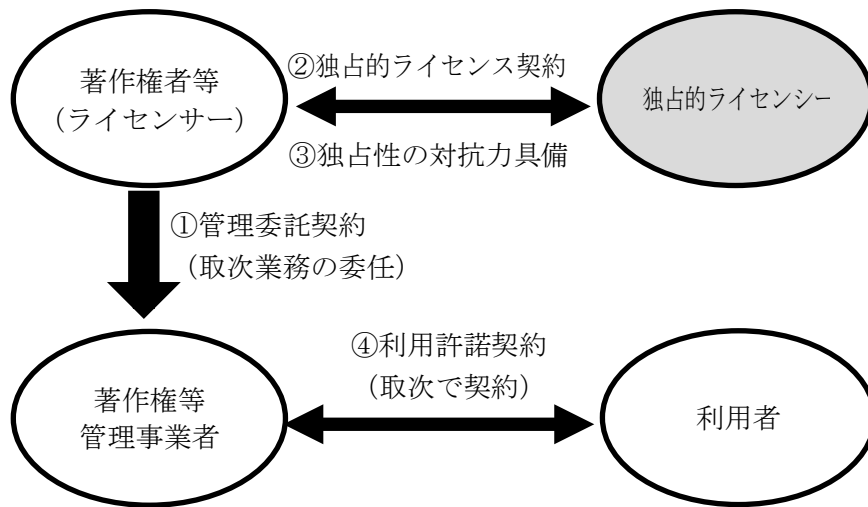 著作権者等
（ライセンサー）
②独占的ライセンス契約
③独占性の対抗力具備
独占的ライセンシー
①管理委託契約
（取次業務の委任）
著作権等
管理事業者
④利用許諾契約
（取次で契約）
利用者